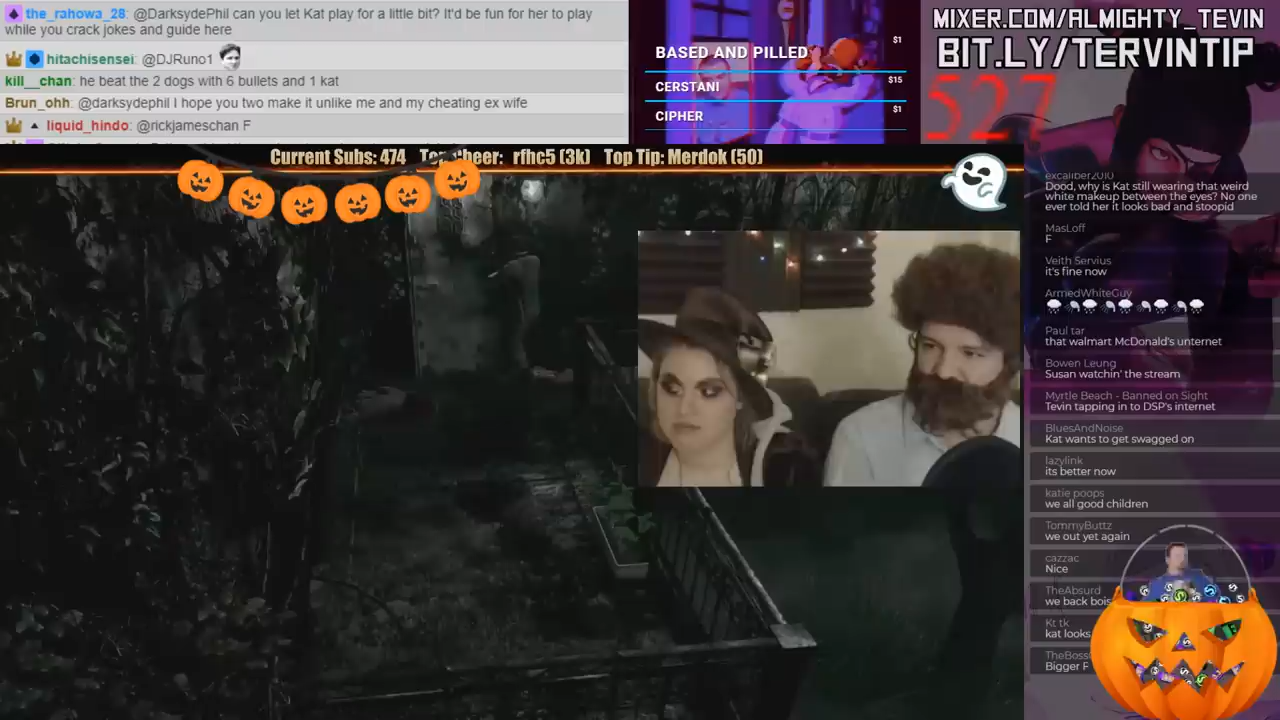 the_rahowa_28: @DarksydePhil can you let Kat play for a little bit? It'd be fun for her to play
while you crack jokes and guide here
hitachisensei: @DJRuno1
kill__chan: he beat the 2 dogs with 6 bullets and 1 kat
Brun_ohh: @darksydephil I hope you two make it unlike me and my cheating ex wife
liquid_hindo: @rickjameschan F
BASED AND PILLED $1
CERSTANI $15
CIPHER $1
MIXER.COM/ALMIGHTY_TEVIN
BIT.LY/TERVINTIP
527
Current Subs: 474 Top Cheer: rfhc5 (3k) Top Tip: Merdok (50)
excaliber2010
Dood, why is Kat still wearing that weird
white makeup between the eyes? No one
ever told her it looks bad and stoopid
MasLoff
F
Veith Servius
it's fine now
ArmedWhiteGuy
Paul tar
that walmart McDonald's unternet
Bowen Leung
Susan watchin' the stream
Myrtle Beach - Banned on Sight
Tevin tapping in to DSP's internet
BluesAndNoise
Kat wants to get swagged on
lazylink
its better now
katie poops
we all good children
TommyButtz
we out yet again
cazzac
Nice
TheAbsurd
we back bois
Kt tk
kat looks
TheBoss
Bigger F